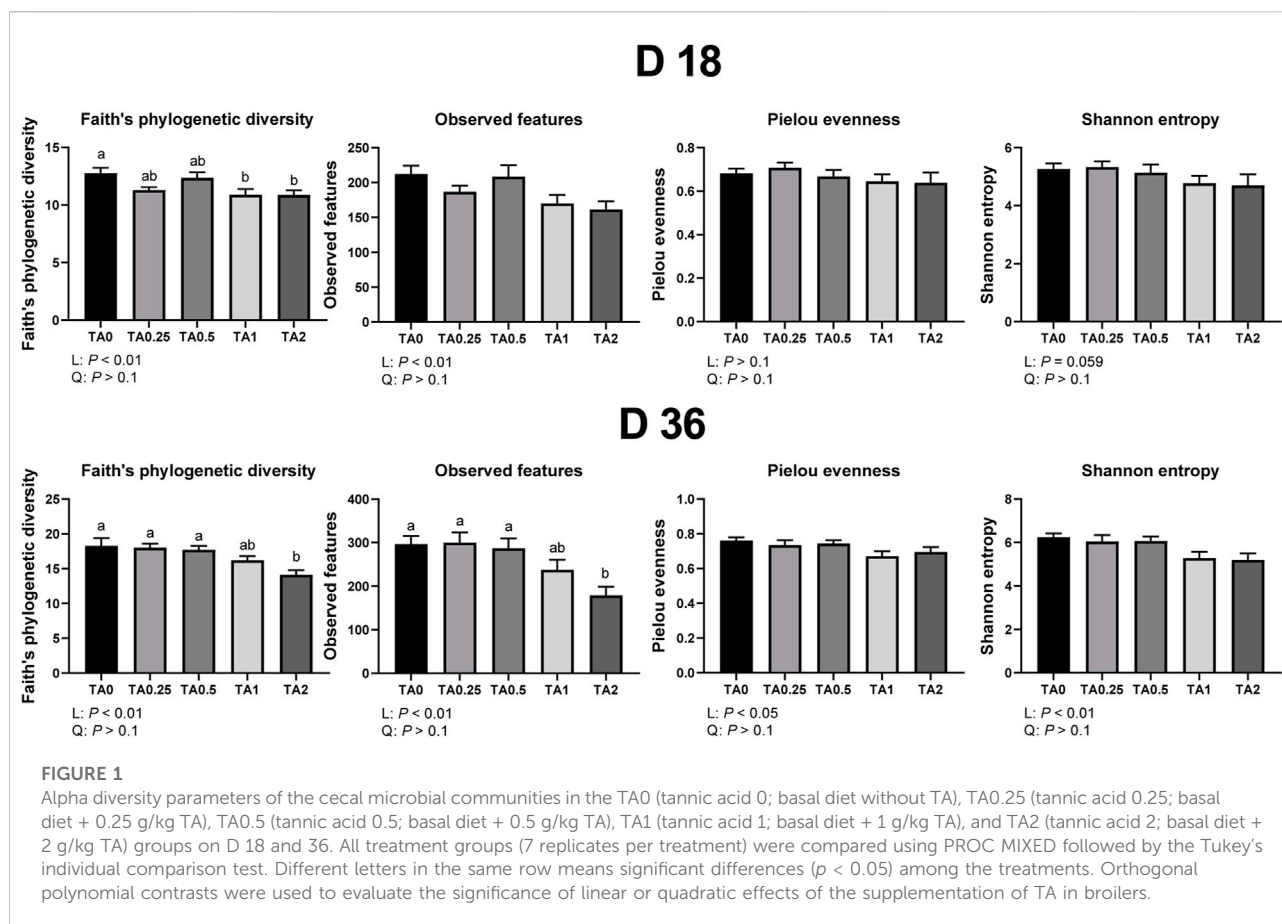 D 18
Faith's phylogenetic diversity
Faith's phylogenetic diversity
15
10
5
0
a
ab
ab
b
b
TA0 TA0.25 TA0.5 TA1 TA2
L: P < 0.01
Q: P > 0.1
Observed features
Observed features
250
200
150
100
50
0
TA0 TA0.25 TA0.5 TA1 TA2
L: P < 0.01
Q: P > 0.1
Pielou evenness
Pielou evenness
0.8
0.6
0.4
0.2
0.0
TA0 TA0.25 TA0.5 TA1 TA2
L: P > 0.1
Q: P > 0.1
Shannon entropy
Shannon entropy
6
4
2
0
TA0 TA0.25 TA0.5 TA1 TA2
L: P = 0.059
Q: P > 0.1
D 36
Faith's phylogenetic diversity
Faith's phylogenetic diversity
25
20
15
10
5
0
a
a
a
ab
b
TA0 TA0.25 TA0.5 TA1 TA2
L: P < 0.01
Q: P > 0.1
Observed features
Observed features
400
300
200
100
0
a
a
a
ab
b
TA0 TA0.25 TA0.5 TA1 TA2
L: P < 0.01
Q: P > 0.1
Pielou evenness
Pielou evenness
1.0
0.8
0.6
0.4
0.2
0.0
TA0 TA0.25 TA0.5 TA1 TA2
L: P < 0.05
Q: P > 0.1
Shannon entropy
Shannon entropy
8
6
4
2
0
TA0 TA0.25 TA0.5 TA1 TA2
L: P < 0.01
Q: P > 0.1
FIGURE 1
Alpha diversity parameters of the cecal microbial communities in the TA0 (tannic acid 0; basal diet without TA), TA0.25 (tannic acid 0.25; basal
diet + 0.25 g/kg TA), TA0.5 (tannic acid 0.5; basal diet + 0.5 g/kg TA), TA1 (tannic acid 1; basal diet + 1 g/kg TA), and TA2 (tannic acid 2; basal diet +
2 g/kg TA) groups on D 18 and 36. All treatment groups (7 replicates per treatment) were compared using PROC MIXED followed by the Tukey's
individual comparison test. Different letters in the same row means significant differences (p < 0.05) among the treatments. Orthogonal
polynomial contrasts were used to evaluate the significance of linear or quadratic effects of the supplementation of TA in broilers.